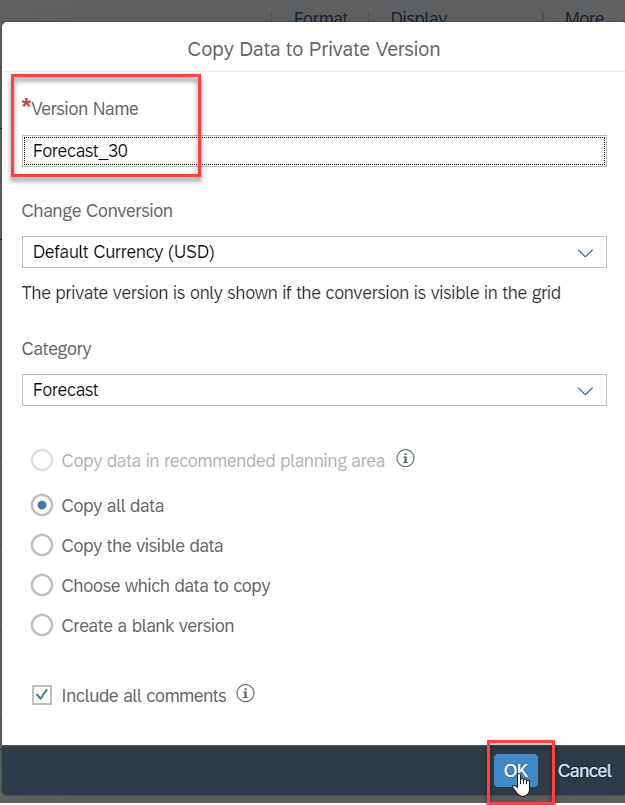 Format Display More
Copy Data to Private Version
*Version Name
Forecast_30
Change Conversion
Default Currency (USD)
The private version is only shown if the conversion is visible in the grid
Category
Forecast
Copy data in recommended planning area
Copy all data
Copy the visible data
Choose which data to copy
Create a blank version
Include all comments
OK Cancel